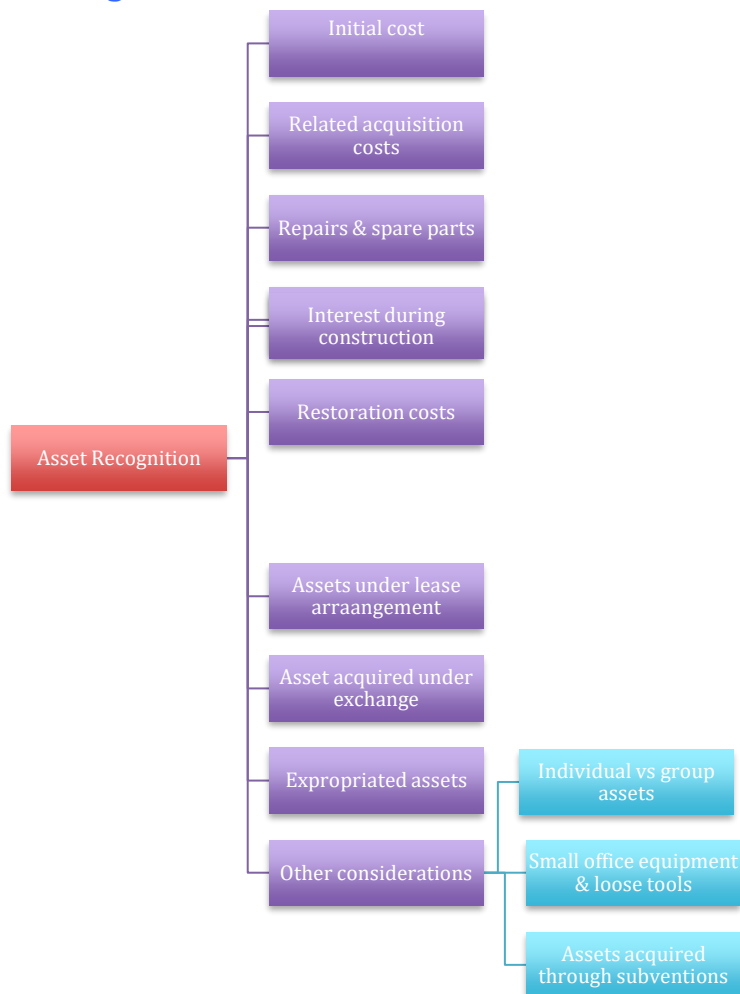 Initial cost
Related acquisition
costs
Repairs & spare parts
Interest during
construction
Restoration costs
Asset Recognition
Assets under lease
arraangement
Asset acquired under
exchange
Expropriated assets
Individual vs group
assets
Other considerations
Small office equipment
& loose tools
Assets acquired
through subventions